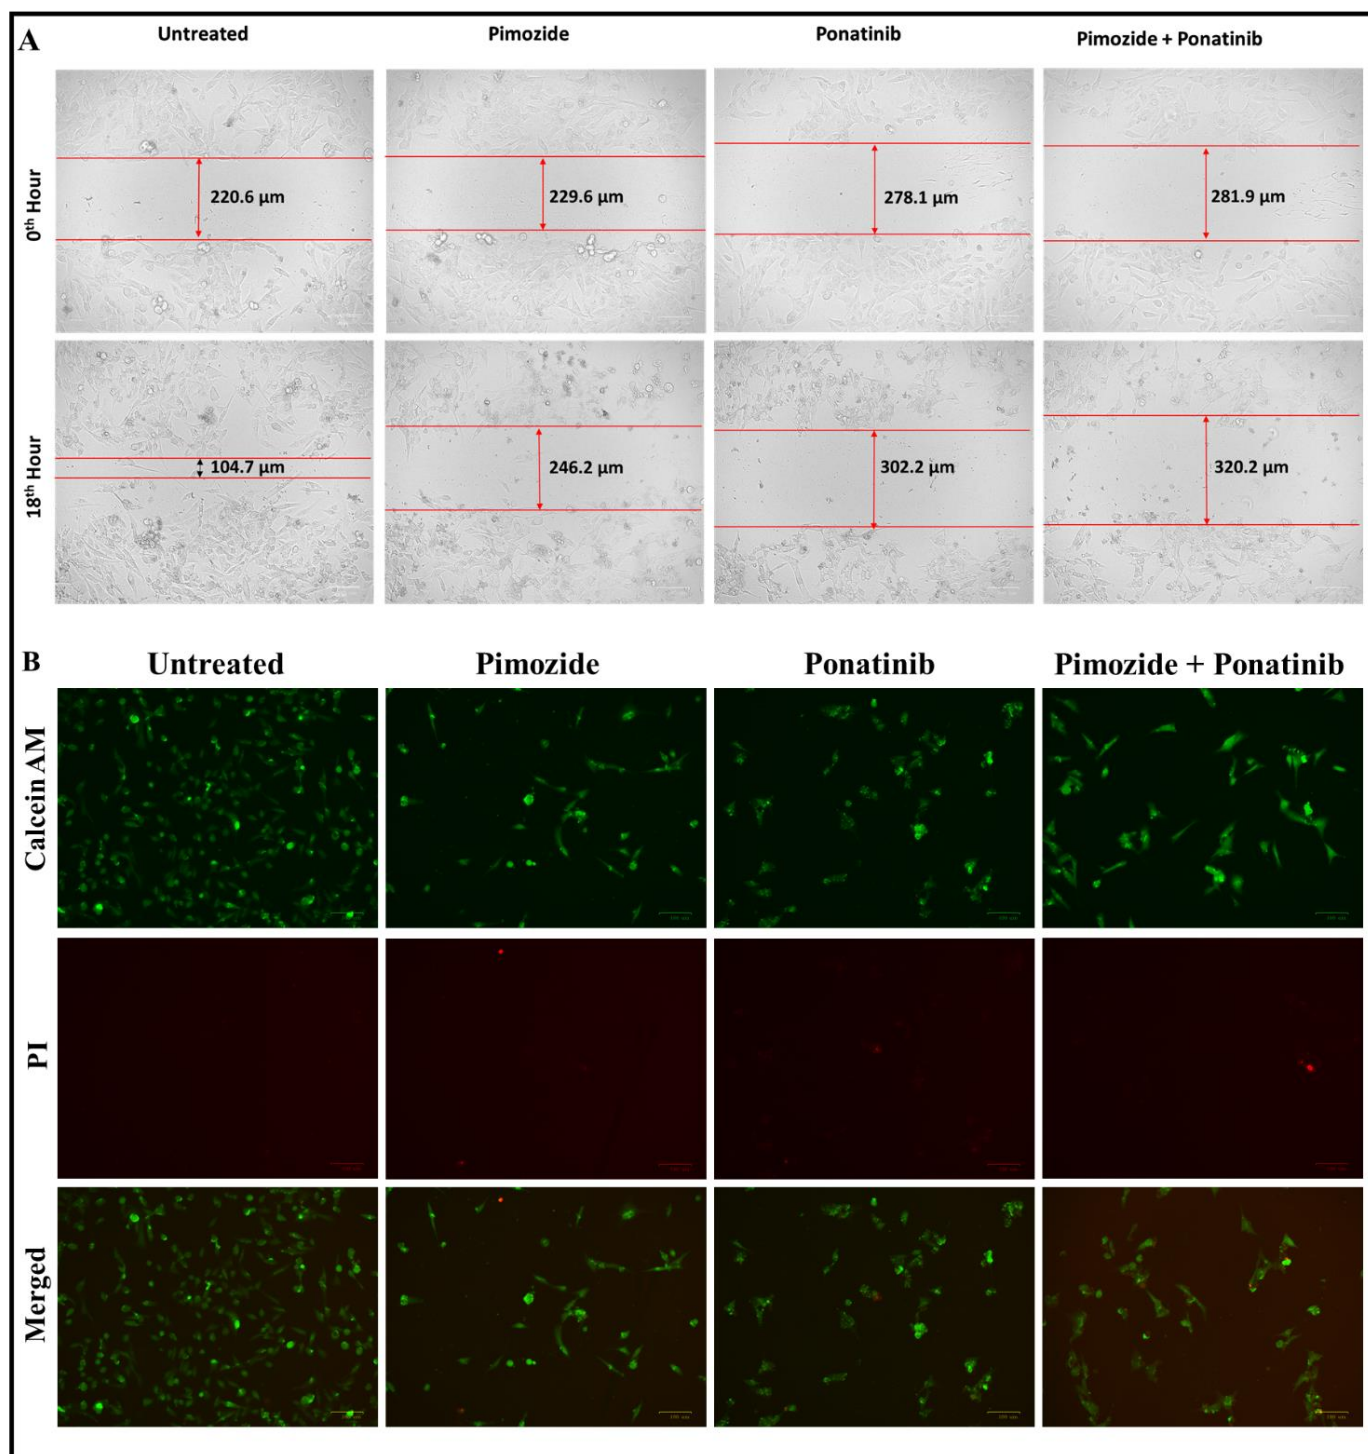 A
Untreated Pimozide Ponatinib Pimozide + Ponatinib
0th Hour
220.6 µm 229.6 µm 278.1 µm 281.9 µm
18th Hour
104.7 µm 246.2 µm 302.2 µm 320.2 µm
B
Untreated Pimozide Ponatinib Pimozide + Ponatinib
Calcein AM
PI
Merged